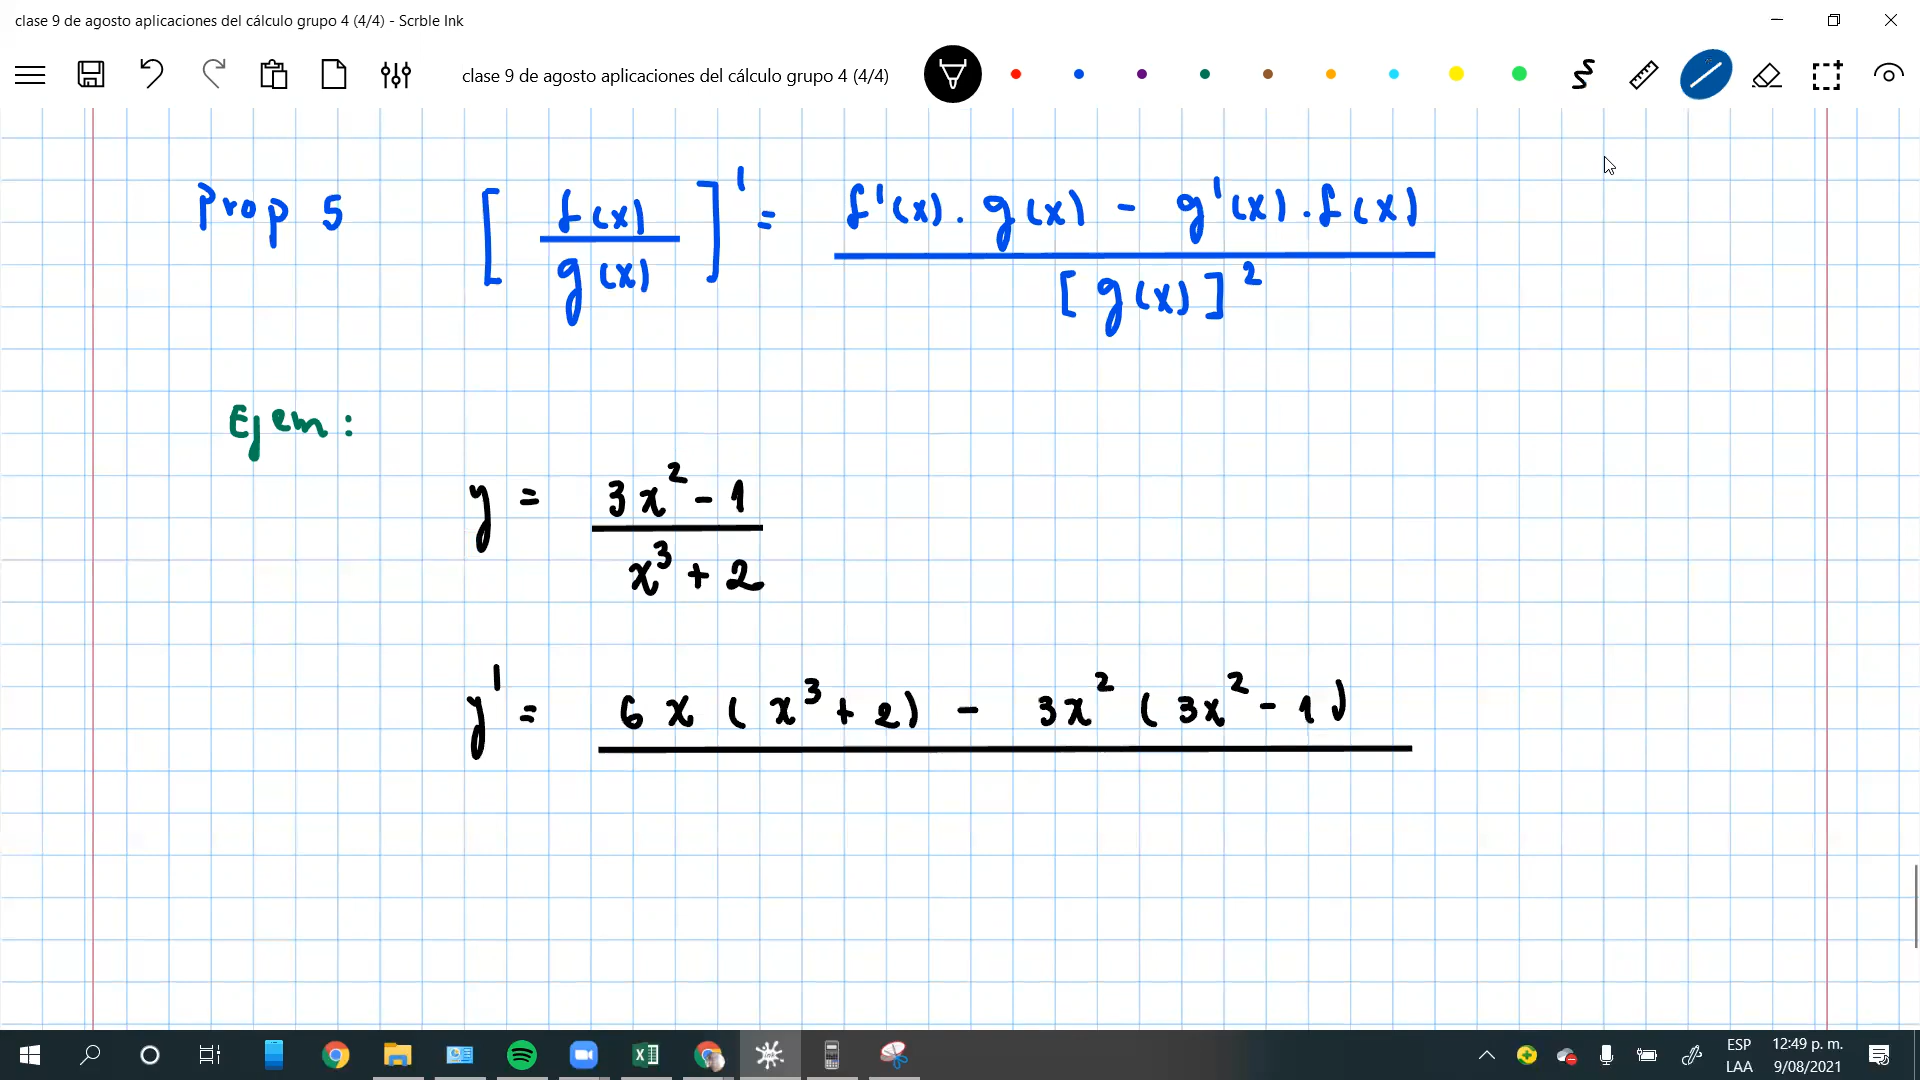 clase 9 de agosto aplicaciones del cálculo grupo 4 (4/4) - Scrble Ink
clase 9 de agosto aplicaciones del cálculo grupo 4 (4/4)
Prop 5 [ f(x) / g(x) ]' = f'(x) . g(x) - g'(x) . f(x) / [ g(x) ]²
Ejem :
y = 3x² - 1 / x³ + 2
y' = 6x ( x³ + 2) - 3x² ( 3x² - 1 )
ESP 12:49 p. m.
LAA 9/08/2021